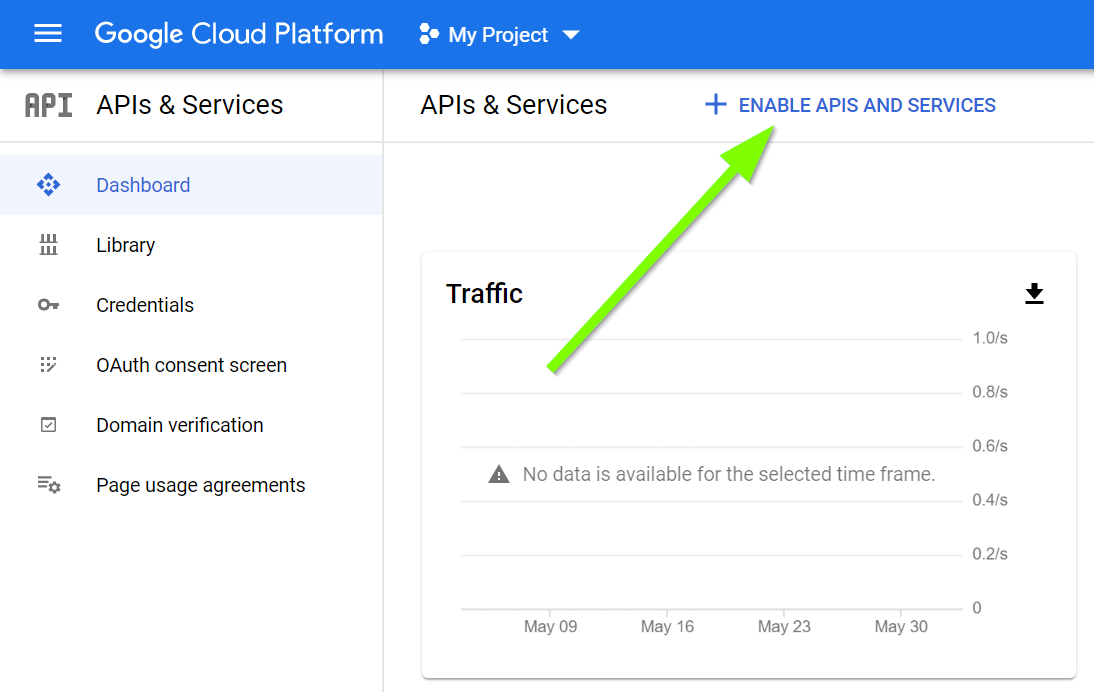 Google Cloud Platform My Project
API APIs & Services
APIs & Services + ENABLE APIS AND SERVICES
Dashboard
Library
Credentials
OAuth consent screen
Domain verification
Page usage agreements
Traffic
1.0/s
0.8/s
0.6/s
No data is available for the selected time frame.
0.4/s
0.2/s
0
May 09 May 16 May 23 May 30